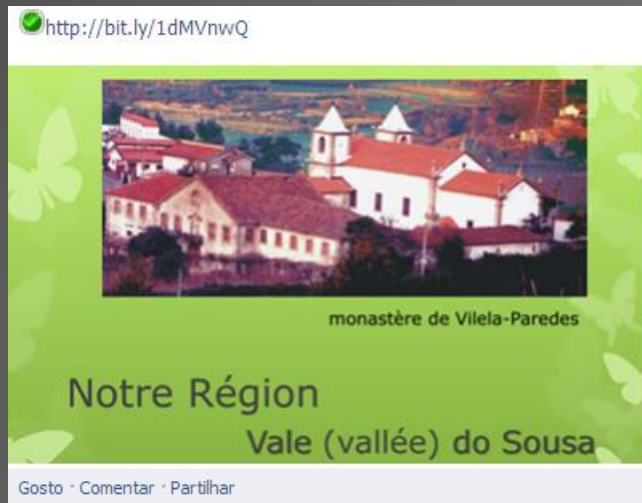 http://bit.ly/1dMVnwQ
monastère de Vilela-Paredes
Notre Région
Vale (vallée) do Sousa
Gosto · Comentar · Partilhar